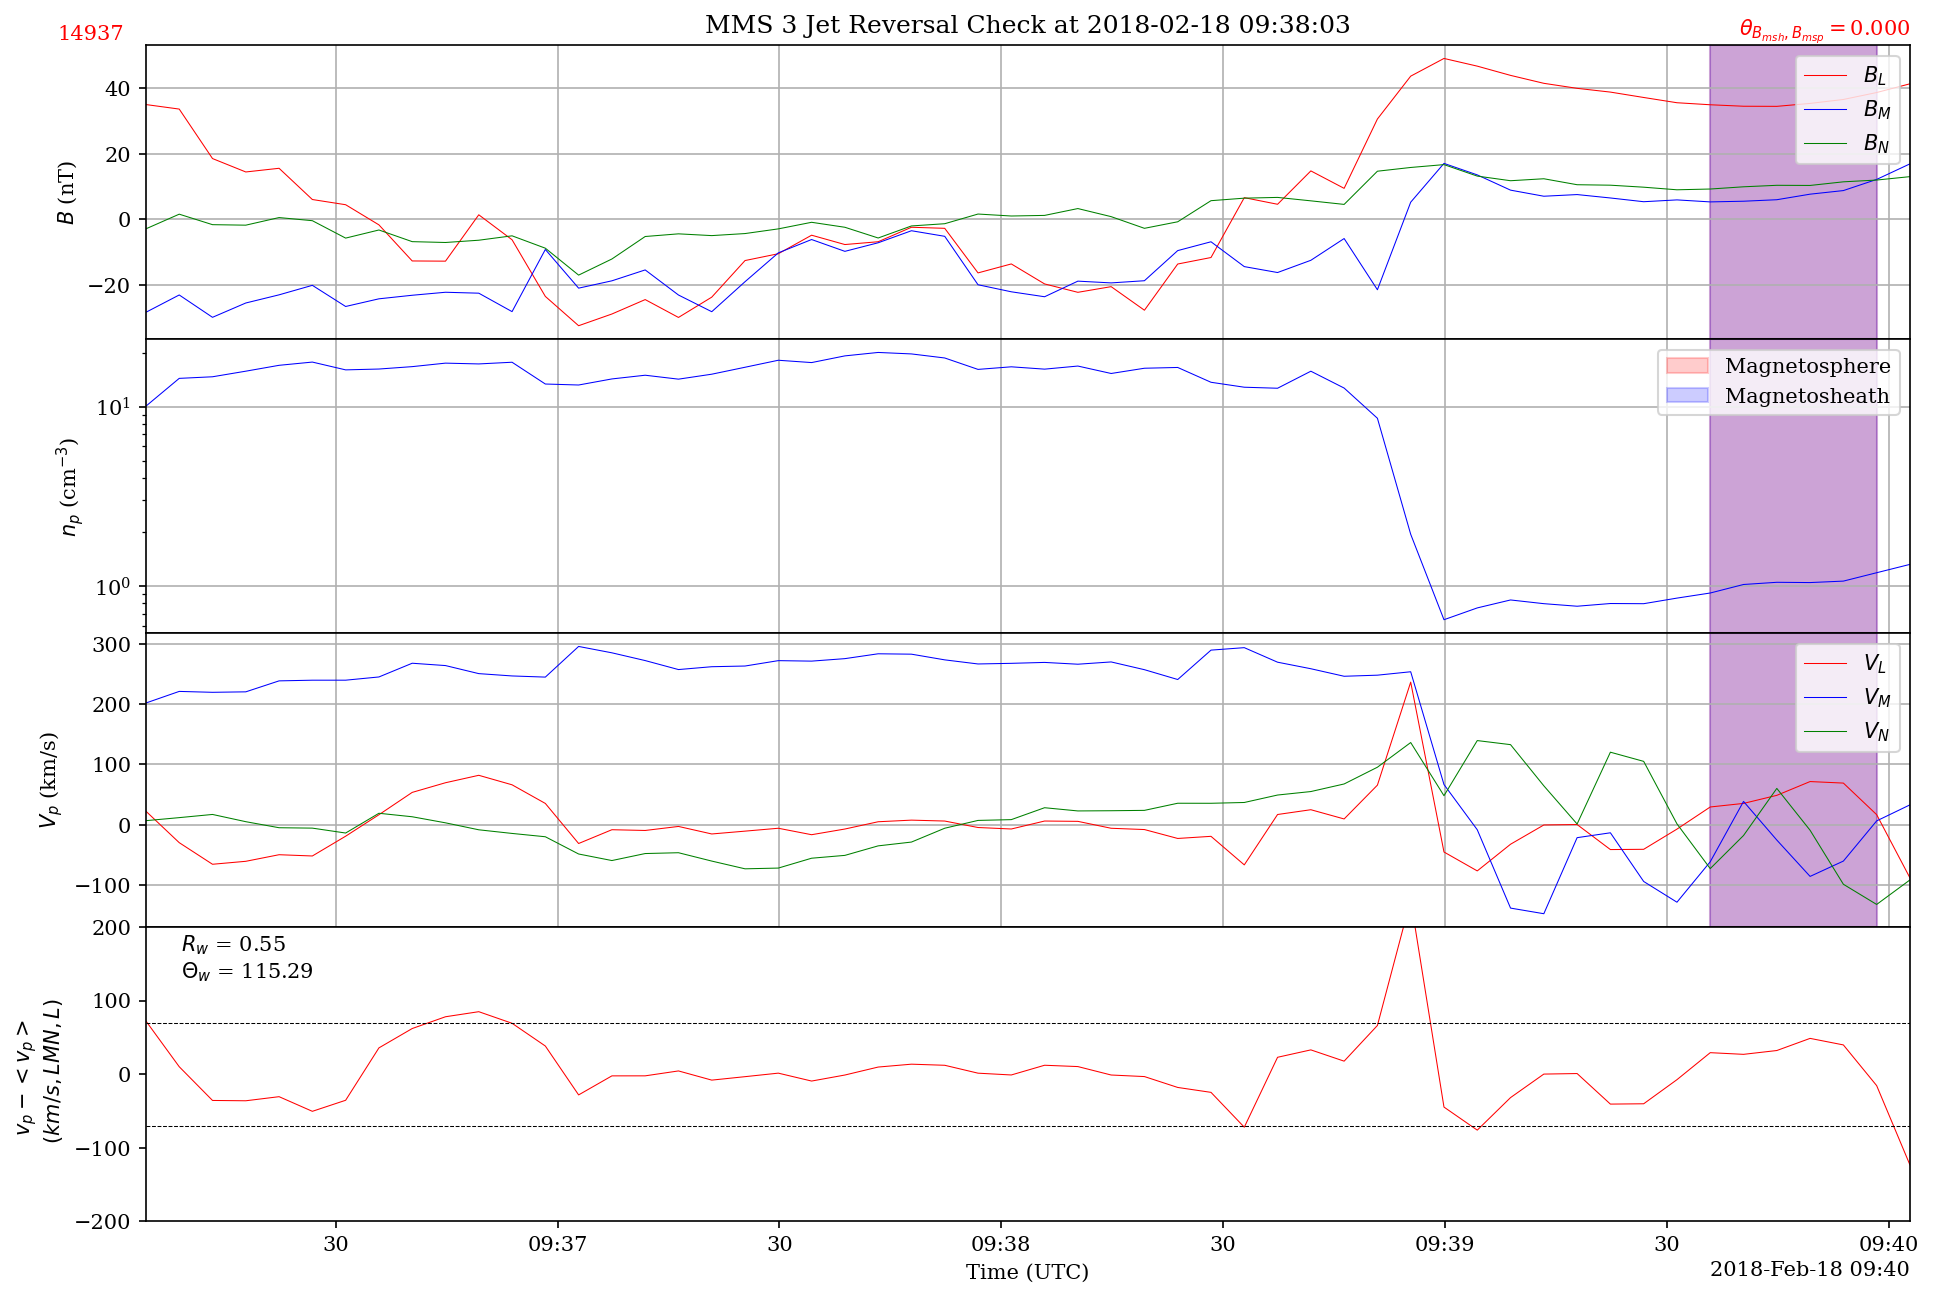 14937
MMS 3 Jet Reversal Check at 2018-02-18 09:38:03
θ_{B_{msh}, B_{msp}} = 0.000
40
20
0
−20
B (nT)
B_L
B_M
B_N
10^1
10^0
n_p (cm^{−3})
Magnetosphere
Magnetosheath
300
200
100
0
−100
V_p (km/s)
V_L
V_M
V_N
200
100
0
−100
−200
v_p − < v_p >
(km/s, LMN, L)
R_w = 0.55
Θ_w = 115.29
30
09:37
30
09:38
30
09:39
30
09:40
Time (UTC)
2018-Feb-18 09:40